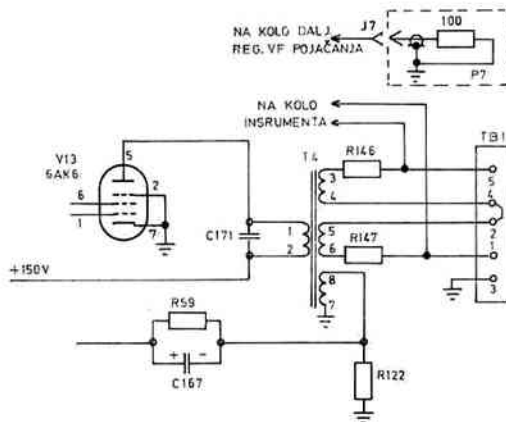 NA KOLO DALJ.
REG. VF POJAČANJA
J7
100
P7
NA KOLO
INSRUMENTA
TB1
V13
6AK6
5
2
6
1
7
T4
R146
3
4
5
4
C171
1
2
5
6
R147
2
1
8
7
3
+150V
R59
+ -
C167
R122